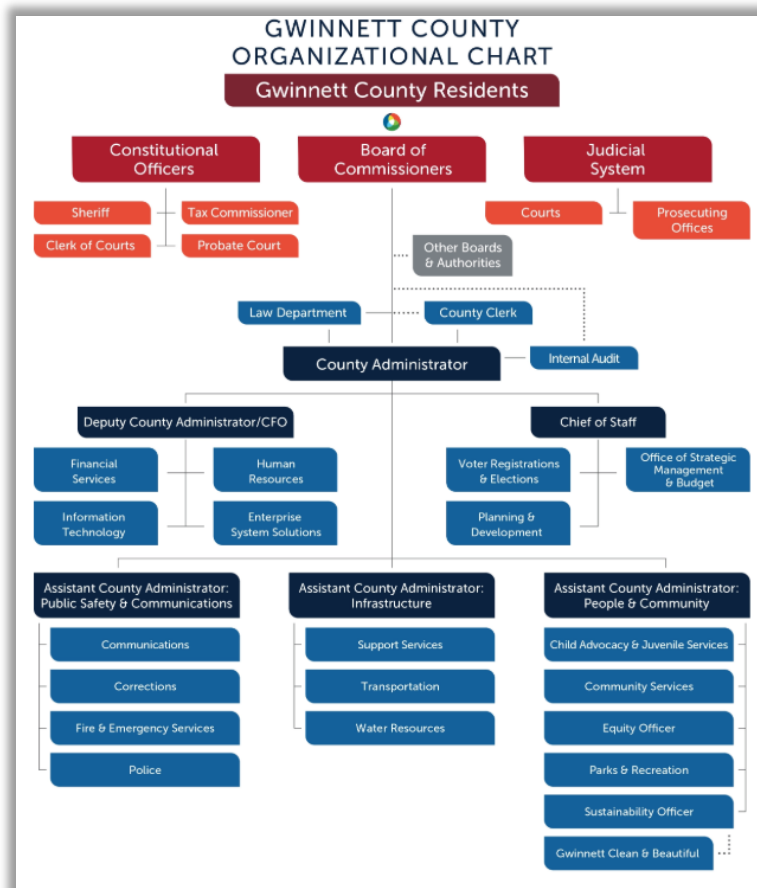 GWINNETT COUNTY
ORGANIZATIONAL CHART
Gwinnett County Residents
Constitutional
Officers
Board of
Commissioners
Judicial
System
Sheriff
Tax Commissioner
Clerk of Courts
Probate Court
Courts
Prosecuting
Offices
Other Boards
& Authorities
Law Department
County Clerk
County Administrator
Internal Audit
Deputy County Administrator/CFO
Chief of Staff
Financial
Services
Human
Resources
Voter Registrations
& Elections
Office of Strategic
Management
& Budget
Information
Technology
Enterprise
System Solutions
Planning &
Development
Assistant County Administrator:
Public Safety & Communications
Assistant County Administrator:
Infrastructure
Assistant County Administrator:
People & Community
Communications
Corrections
Fire & Emergency Services
Police
Support Services
Transportation
Water Resources
Child Advocacy & Juvenile Services
Community Services
Equity Officer
Parks & Recreation
Sustainability Officer
Gwinnett Clean & Beautiful